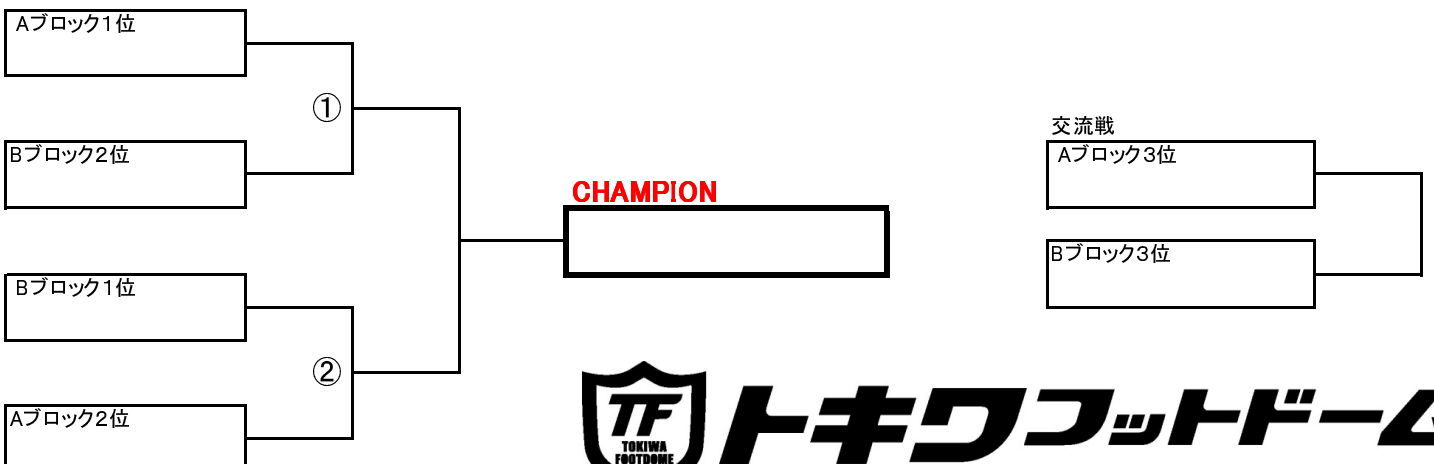 Aブロック1位
①
Bブロック2位
CHAMPION
Bブロック1位
②
Aブロック2位
交流戦
Aブロック3位
Bブロック3位
TF
TOKIWA
FOOTDOME
トキワフットドーム